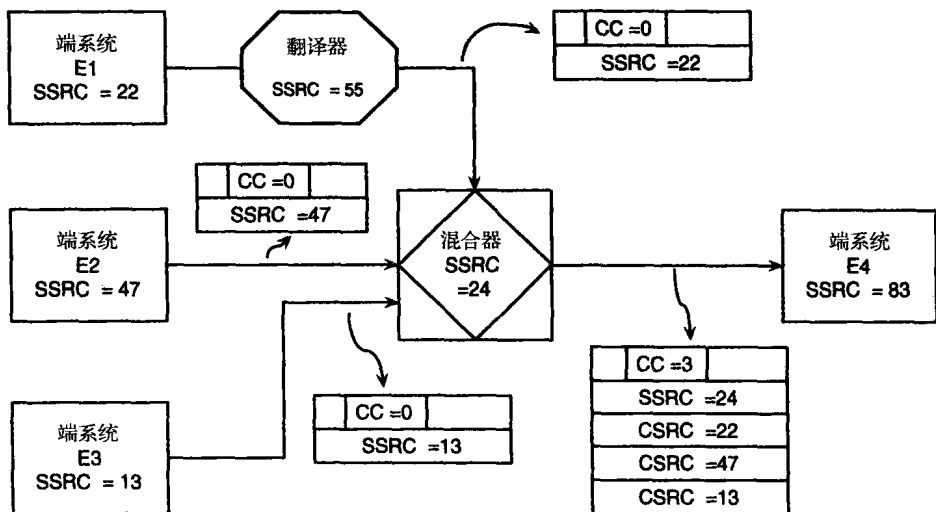 端系统
E1
SSRC = 22
翻译器
SSRC = 55
CC =0
SSRC =22
CC =0
SSRC =47
端系统
E2
SSRC = 47
混合器
SSRC
=24
端系统
E4
SSRC = 83
CC =3
SSRC =24
CSRC =22
CSRC =47
CSRC =13
CC =0
SSRC =13
端系统
E3
SSRC = 13